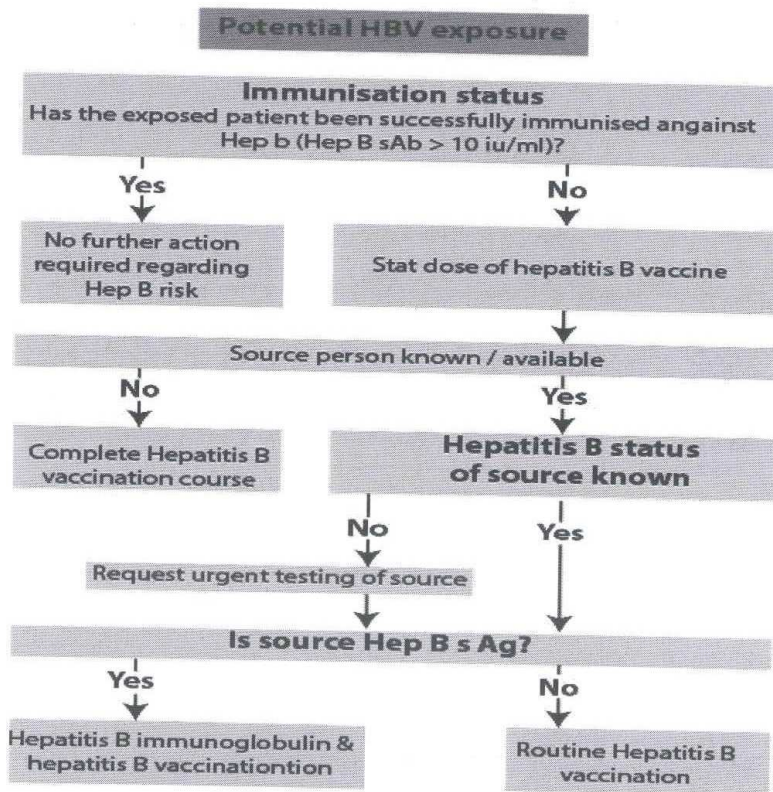 Potential HBV exposure
Immunisation status
Has the exposed patient been successfully immunised angainst
Hep b (Hep B sAb > 10 iu/ml)?
Yes
No
No further action
required regarding
Hep B risk
Stat dose of hepatitis B vaccine
Source person known / available
No
Yes
Complete Hepatitis B
vaccination course
Hepatitis B status
of source known
No
Yes
Request urgent testing of source
Is source Hep B s Ag?
Yes
No
Hepatitis B immunoglobulin &
hepatitis B vaccinationtion
Routine Hepatitis B
vaccination